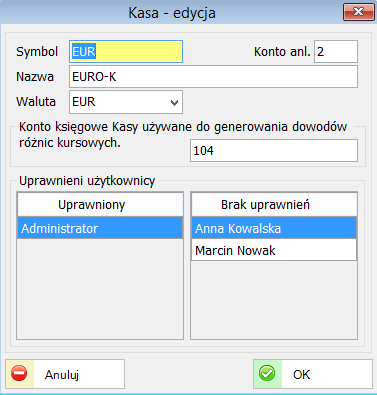 Kasa - edycja
Symbol EUR Konto anl. 2
Nazwa EURO-K
Waluta EUR
Konto księgowe Kasy używane do generowania dowodów
różnic kursowych. 104
Uprawnieni użytkownicy
Uprawniony Brak uprawnień
Administrator Anna Kowalska
Marcin Nowak
Anuluj OK